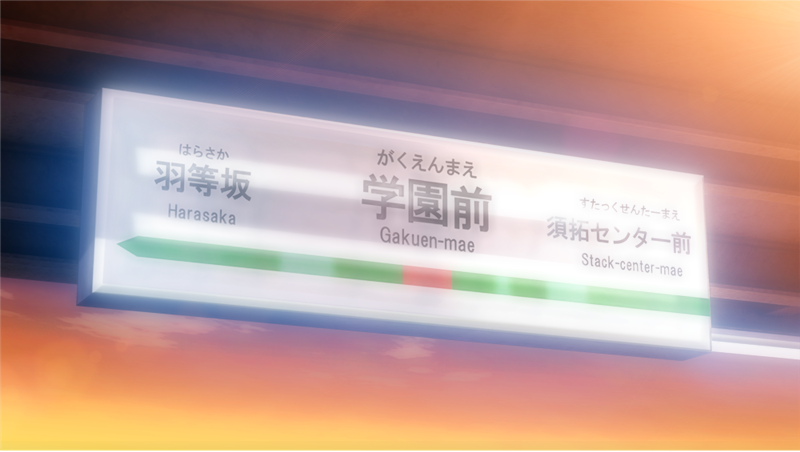 はらさか
羽等坂
Harasaka
がくえんまえ
学園前
Gakuen-mae
すたっくせんたーまえ
須拓センター前
Stack-center-mae